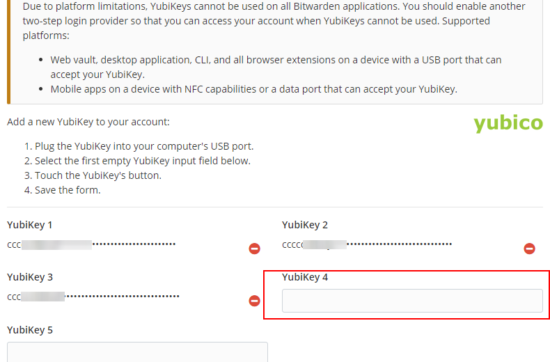 Due to platform limitations, YubiKeys cannot be used on all Bitwarden applications. You should enable another
two-step login provider so that you can access your account when YubiKeys cannot be used. Supported
platforms:
Web vault, desktop application, CLI, and all browser extensions on a device with a USB port that can
accept your YubiKey.
Mobile apps on a device with NFC capabilities or a data port that can accept your YubiKey.
Add a new YubiKey to your account:
yubico
1. Plug the YubiKey into your computer's USB port.
2. Select the first empty YubiKey input field below.
3. Touch the YubiKey's button.
4. Save the form.
YubiKey 1
YubiKey 2
ccc
cccc
YubiKey 3
YubiKey 4
ccc
YubiKey 5